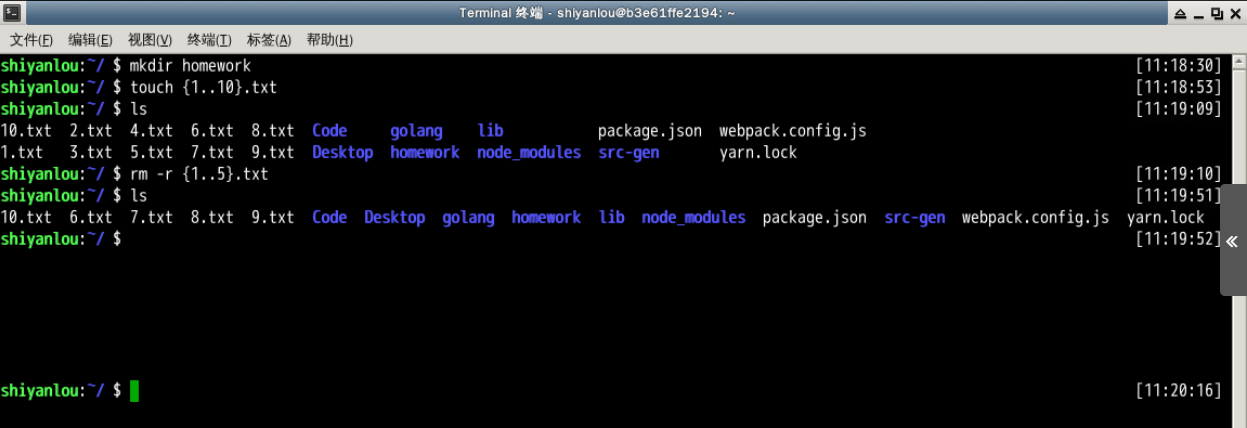 Terminal 终端 - shiyanlou@b3e61ffe2194: ~
文件(F) 编辑(E) 视图(V) 终端(T) 标签(A) 帮助(H)
shiyanlou:~/ $ mkdir homework [11:18:30]
shiyanlou:~/ $ touch {1..10}.txt [11:18:53]
shiyanlou:~/ $ ls [11:19:09]
10.txt 2.txt 4.txt 6.txt 8.txt Code golang lib package.json webpack.config.js
1.txt 3.txt 5.txt 7.txt 9.txt Desktop homework node_modules src-gen yarn.lock
shiyanlou:~/ $ rm -r {1..5}.txt [11:19:10]
shiyanlou:~/ $ ls [11:19:51]
10.txt 6.txt 7.txt 8.txt 9.txt Code Desktop golang homework lib node_modules package.json src-gen webpack.config.js yarn.lock
shiyanlou:~/ $ [11:19:52]
shiyanlou:~/ $ [11:20:16]